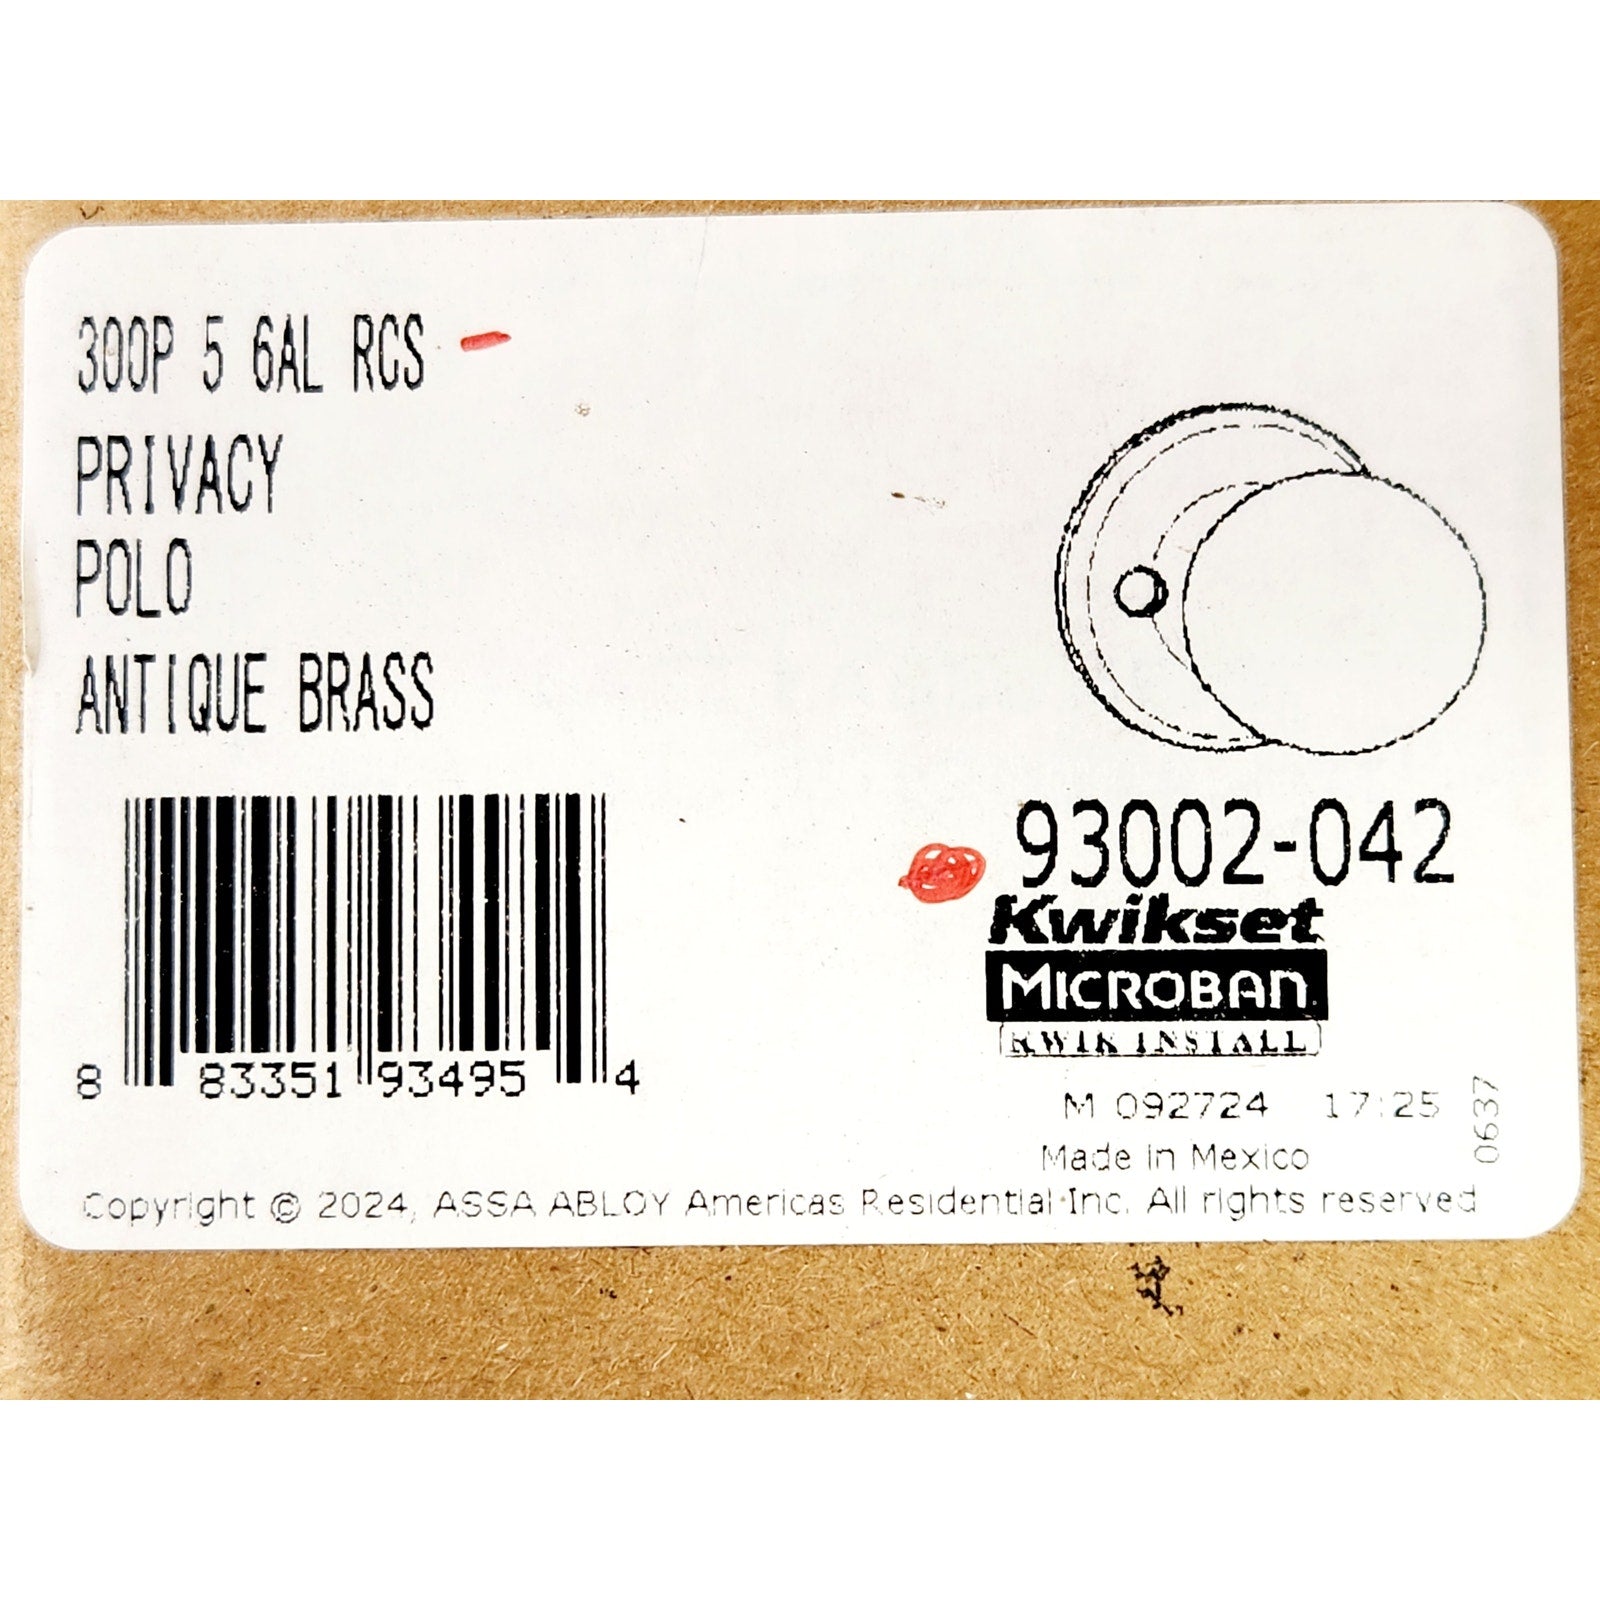 300P 5 6AL RCS
PRIVACY
POLO
ANTIQUE BRASS
8 83351 93495 4
93002-042
Kwikset
MICROBAN
KWIK INSTALL
M 092724 17:25
0637
Made in Mexico
Copyright © 2024, ASSA ABLOY Americas Residential Inc. All rights reserved